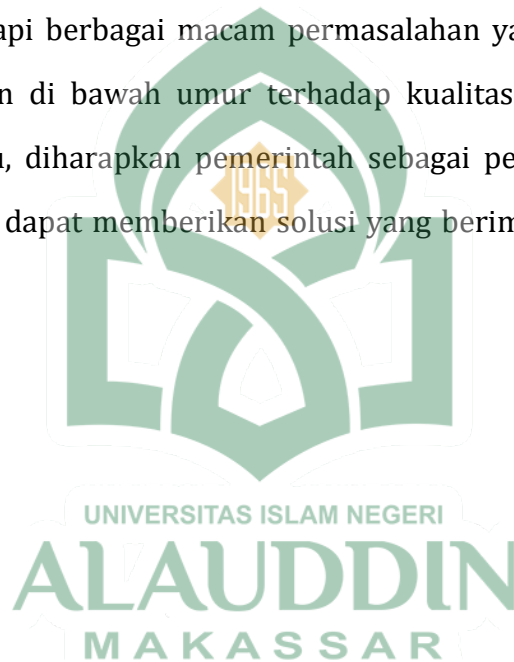 api berbagai macam permasalahan ya
n di bawah umur terhadap kualitas
, diharapkan pemerintah sebagai pe
dapat memberikan solusi yang berim
1965
UNIVERSITAS ISLAM NEGERI
ALAUDDIN
MAKASSAR